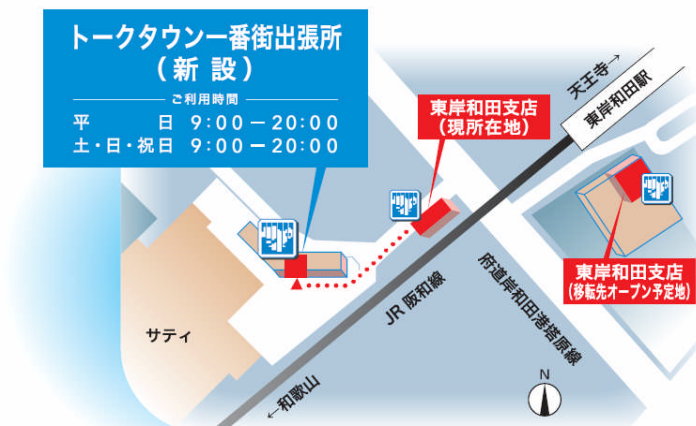 トークタウン一番街出張所
（新 設）
ご利用時間
平 日 9:00－20:00
土・日・祝日 9:00－20:00
東岸和田支店
（現所在地）
天王寺→
東岸和田駅
東岸和田支店
（移転先オープン予定地）
JR 阪和線
府道岸和田港塔原線
サティ
←和歌山
N